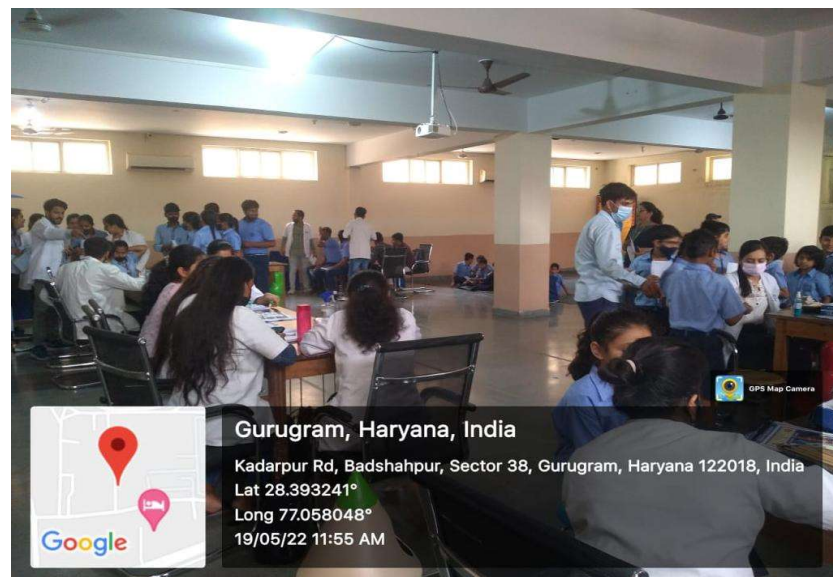 GPS Map Camera
Gurugram, Haryana, India
Kadarpur Rd, Badshahpur, Sector 38, Gurugram, Haryana 122018, India
Lat 28.393241°
Long 77.058048°
19/05/22 11:55 AM
Google